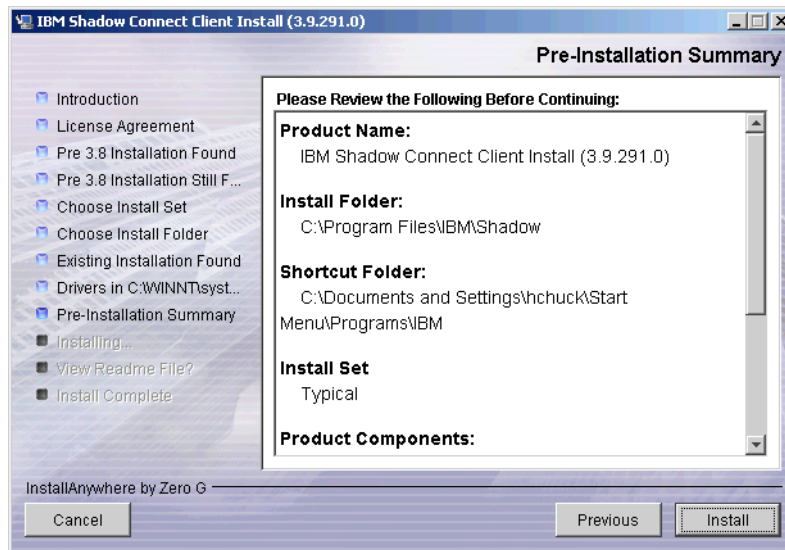 IBM Shadow Connect Client Install (3.9.291.0)
Pre-Installation Summary
Introduction
License Agreement
Pre 3.8 Installation Found
Pre 3.8 Installation Still F...
Choose Install Set
Choose Install Folder
Existing Installation Found
Drivers in C:\WINNT\syst...
Pre-Installation Summary
Installing...
View Readme File?
Install Complete
Please Review the Following Before Continuing:
Product Name:
IBM Shadow Connect Client Install (3.9.291.0)
Install Folder:
C:\Program Files\IBM\Shadow
Shortcut Folder:
C:\Documents and Settings\hchuck\Start
Menu\Programs\IBM
Install Set
Typical
Product Components:
InstallAnywhere by Zero G
Cancel
Previous
Install